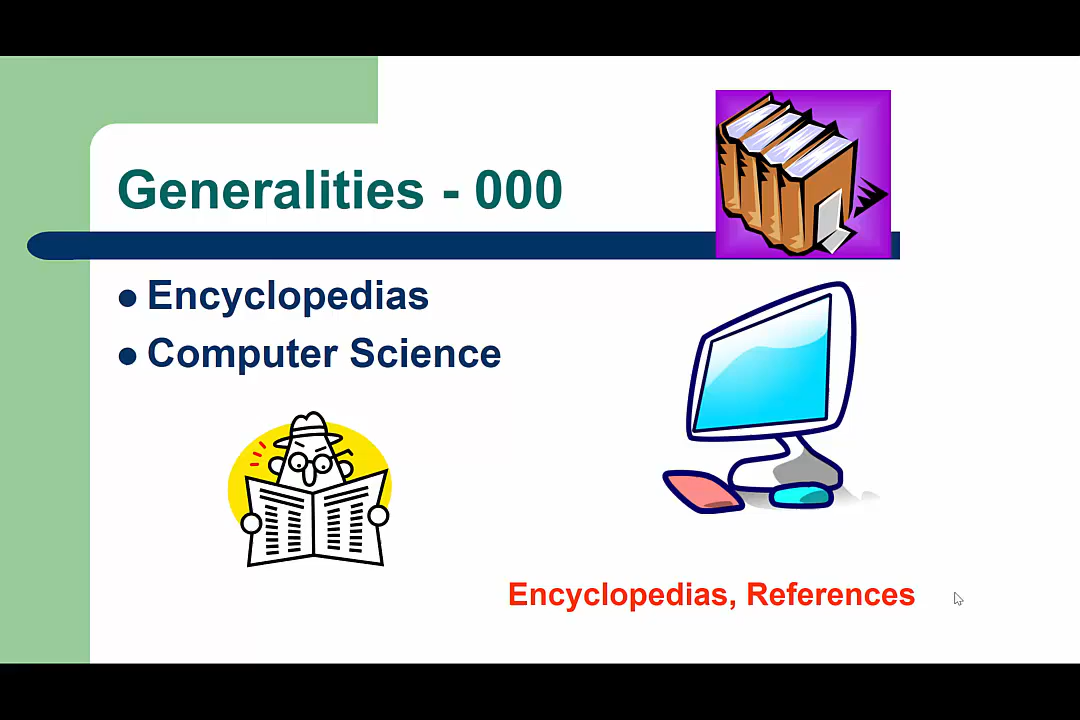 Generalities - 000
Encyclopedias
Computer Science
Encyclopedias, References